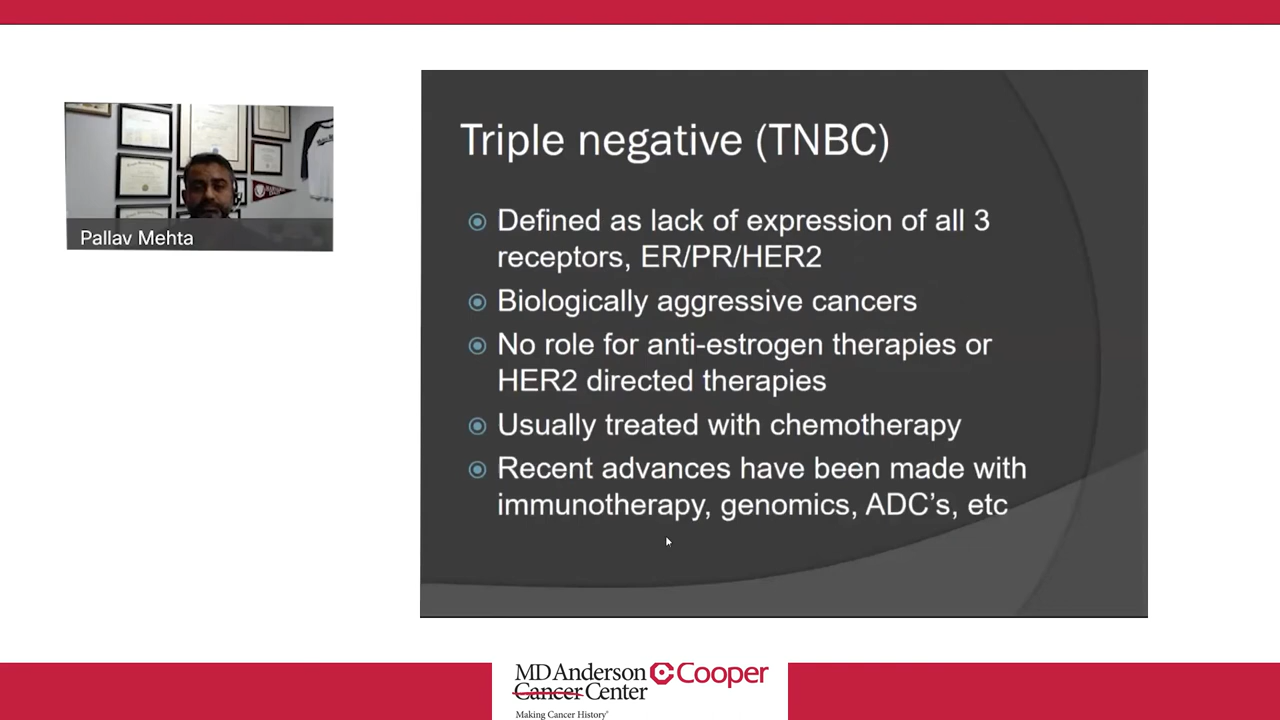 Pallav Mehta
Triple negative (TNBC)
Defined as lack of expression of all 3
receptors, ER/PR/HER2
Biologically aggressive cancers
No role for anti-estrogen therapies or
HER2 directed therapies
Usually treated with chemotherapy
Recent advances have been made with
immunotherapy, genomics, ADC's, etc
MD Anderson Cooper
Cancer Center
Making Cancer History®